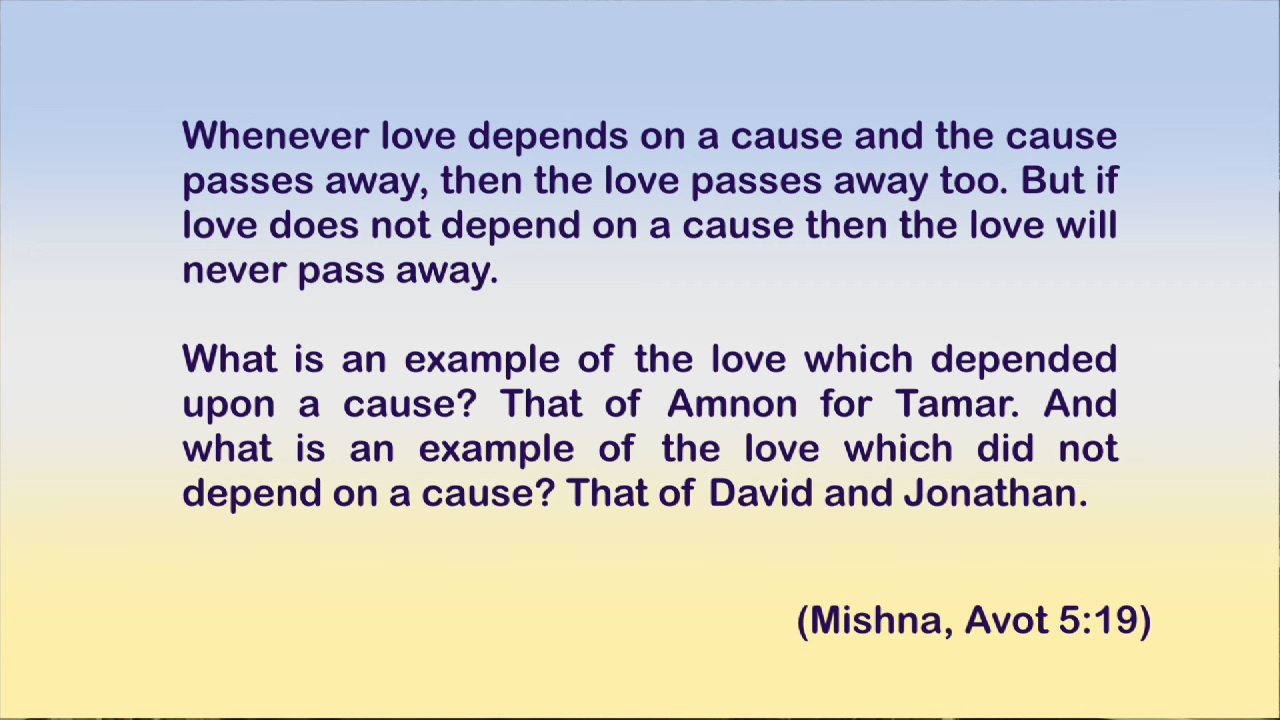 Whenever love depends on a cause and the cause
passes away, then the love passes away too. But if
love does not depend on a cause then the love will
never pass away.
What is an example of the love which depended
upon a cause? That of Amnon for Tamar. And
what is an example of the love which did not
depend on a cause? That of David and Jonathan.
(Mishna, Avot 5:19)